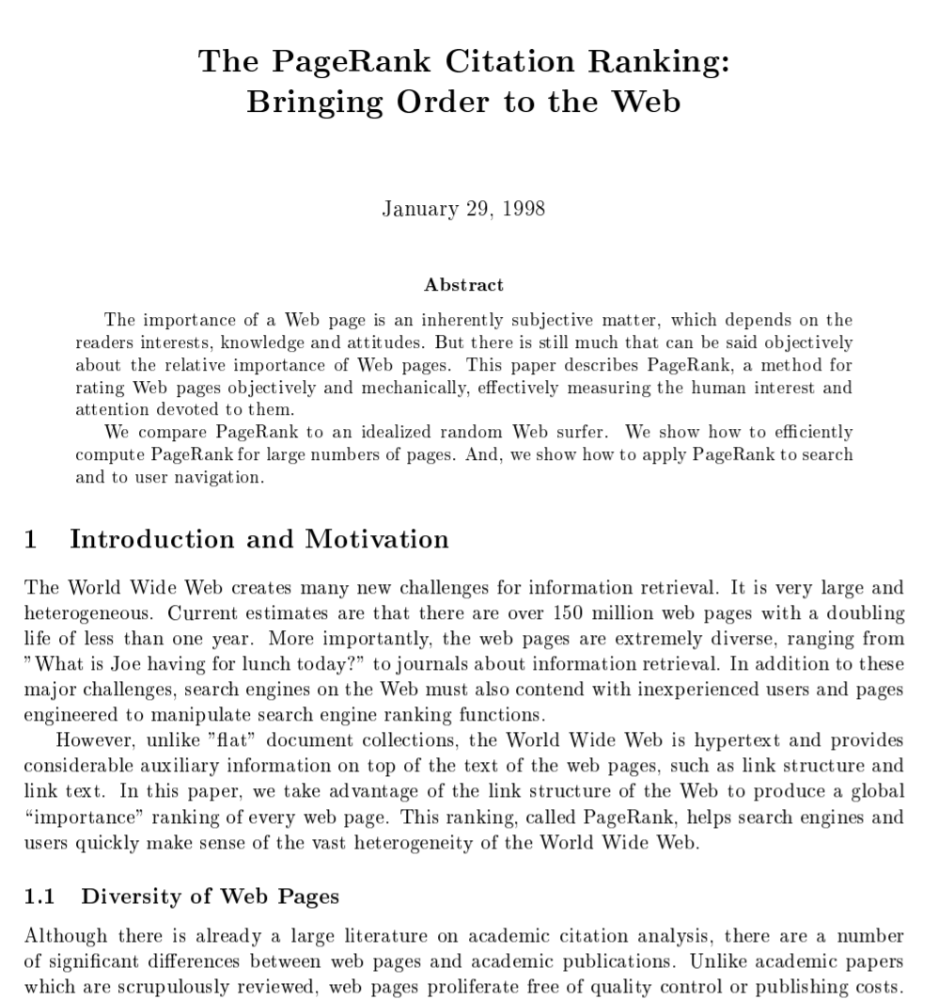 The PageRank Citation Ranking:
Bringing Order to the Web
January 29, 1998
Abstract
The importance of a Web page is an inherently subjective matter, which depends on the
readers interests, knowledge and attitudes. But there is still much that can be said objectively
about the relative importance of Web pages. This paper describes PageRank, a method for
rating Web pages objectively and mechanically, effectively measuring the human interest and
attention devoted to them.
We compare PageRank to an idealized random Web surfer. We show how to efficiently
compute PageRank for large numbers of pages. And, we show how to apply PageRank to search
and to user navigation.
1 Introduction and Motivation
The World Wide Web creates many new challenges for information retrieval. It is very large and
heterogeneous. Current estimates are that there are over 150 million web pages with a doubling
life of less than one year. More importantly, the web pages are extremely diverse, ranging from
"What is Joe having for lunch today?" to journals about information retrieval. In addition to these
major challenges, search engines on the Web must also contend with inexperienced users and pages
engineered to manipulate search engine ranking functions.
However, unlike "flat" document collections, the World Wide Web is hypertext and provides
considerable auxiliary information on top of the text of the web pages, such as link structure and
link text. In this paper, we take advantage of the link structure of the Web to produce a global
“importance” ranking of every web page. This ranking, called PageRank, helps search engines and
users quickly make sense of the vast heterogeneity of the World Wide Web.
1.1 Diversity of Web Pages
Although there is already a large literature on academic citation analysis, there are a number
of significant differences between web pages and academic publications. Unlike academic papers
which are scrupulously reviewed, web pages proliferate free of quality control or publishing costs.